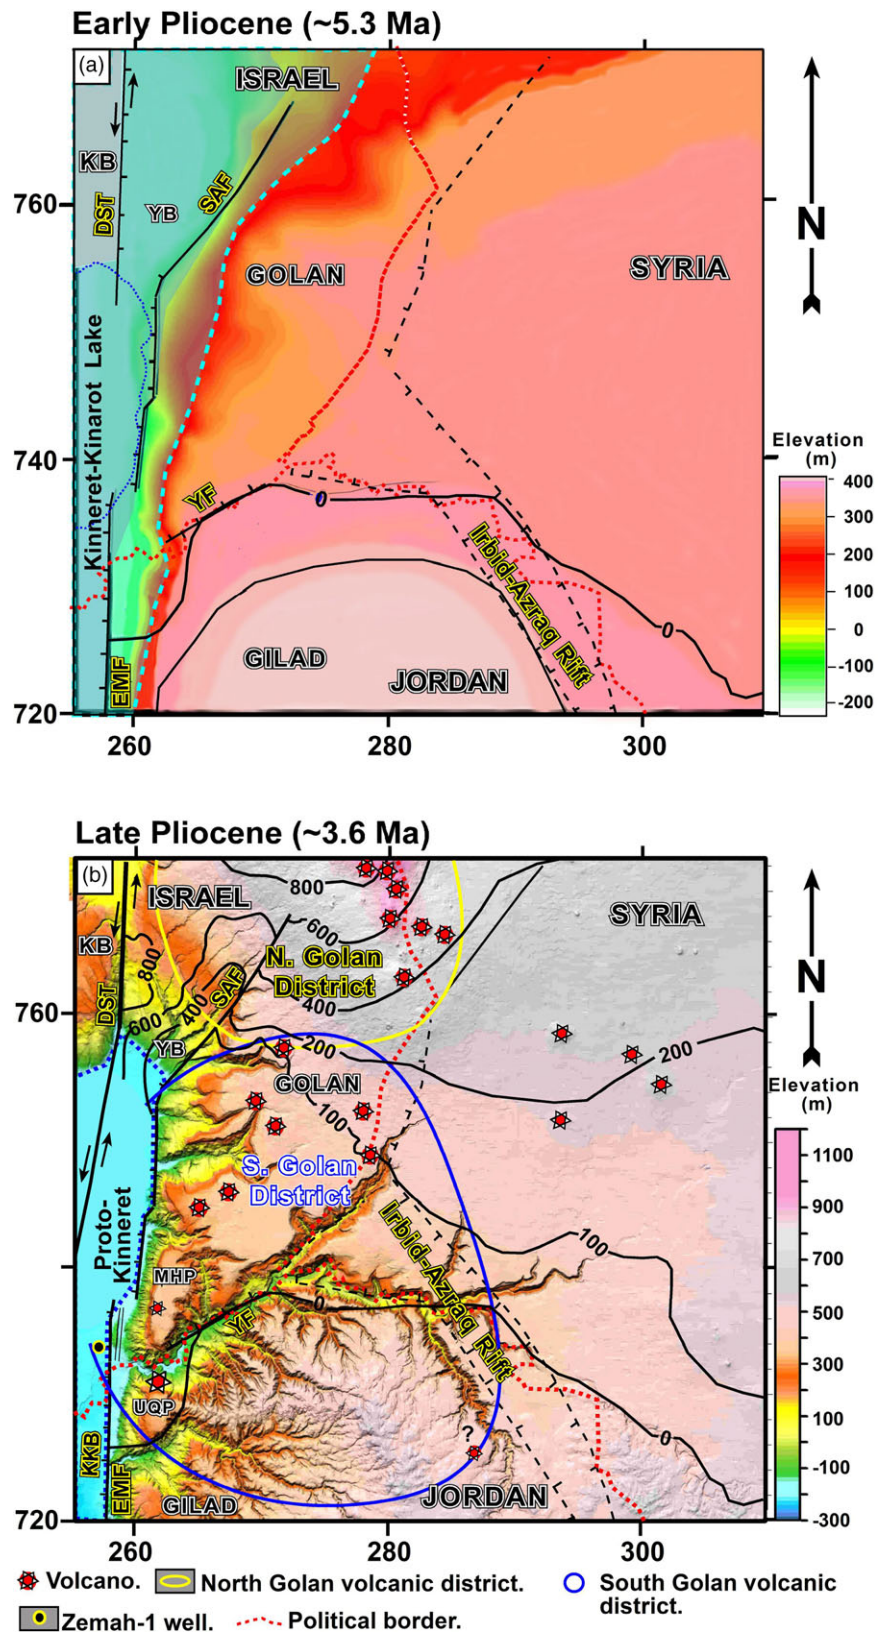 Early Pliocene (~5.3 Ma)
(a)
ISRAEL
KB
DST
YB
SAF
760
N
GOLAN
SYRIA
Kinneret-Kinarot Lake
740
Elevation
(m)
400
300
200
100
0
-100
-200
YF
0
Irbid-Azraq Rift
0
GILAD
JORDAN
EMF
720
260
280
300
Late Pliocene (~3.6 Ma)
(b)
ISRAEL
800
SYRIA
KB
600
N. Golan
District
800
SAF
DST
400
400
760
600
N
YB
200
200
GOLAN
Elevation
(m)
100
S. Golan
District
1100
900
700
500
300
100
-100
-300
Proto-
Kinneret
Irbid-Azraq Rift
100
MHP
0
YF
UQP
?
0
KKB
EMF
GILAD
JORDAN
720
260
280
300
Volcano.
North Golan volcanic district.
South Golan volcanic
district.
Zemah-1 well.
Political border.